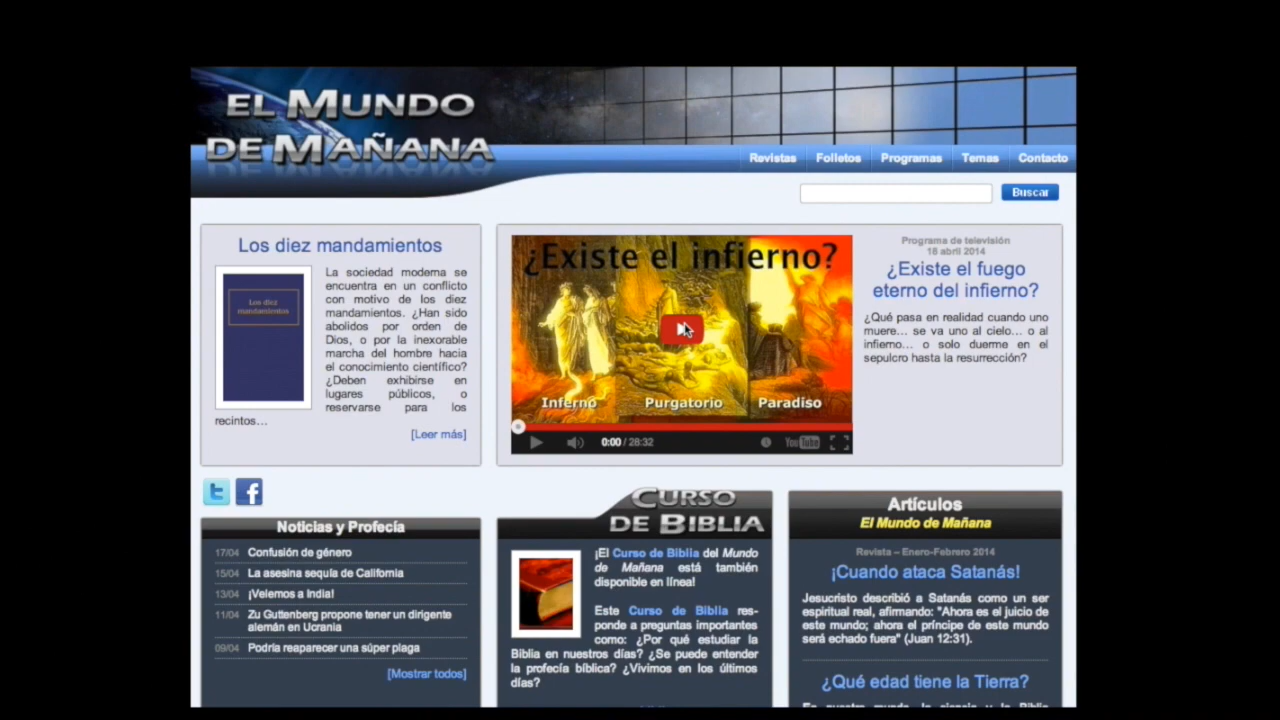 EL MUNDO
DE MAÑANA
Revistas
Folletos
Programas
Temas
Contacto
Buscar
Los diez mandamientos
Los diez
mandamientos
La sociedad moderna se
encuentra en un conflicto
con motivo de los diez
mandamientos. ¿Han sido
abolidos por orden de
Dios, o por la inexorable
marcha del hombre hacia
el conocimiento científico?
¿Deben exhibirse en
lugares públicos, o
reservarse para los
recintos...
[Leer más]
¿Existe el infierno?
Inferno
Purgatorio
Paradiso
0:00 / 28:32
YouTube
Programa de televisión
18 abril 2014
¿Existe el fuego
eterno del infierno?
¿Qué pasa en realidad cuando uno
muere... se va uno al cielo... o al
infierno... o solo duerme en el
sepulcro hasta la resurrección?
Noticias y Profecía
17/04 Confusión de género
15/04 La asesina sequía de California
13/04 ¡Velemos a India!
11/04 Zu Guttenberg propone tener un dirigente
alemán en Ucrania
09/04 Podría reaparecer una súper plaga
[Mostrar todos]
CURSO
DE BIBLIA
¡El Curso de Biblia del Mundo
de Mañana está también
disponible en línea!
Este Curso de Biblia res-
ponde a preguntas importantes
como: ¿Por qué estudiar la
Biblia en nuestros días? ¿Se puede entender
la profecía bíblica? ¿Vivimos en los últimos
días?
Artículos
El Mundo de Mañana
Revista – Enero-Febrero 2014
¡Cuando ataca Satanás!
Jesucristo describió a Satanás como un ser
espiritual real, afirmando: "Ahora es el juicio de
este mundo; ahora el príncipe de este mundo
será echado fuera" (Juan 12:31).
¿Qué edad tiene la Tierra?
En nuestro mundo, la ciencia y la Biblia